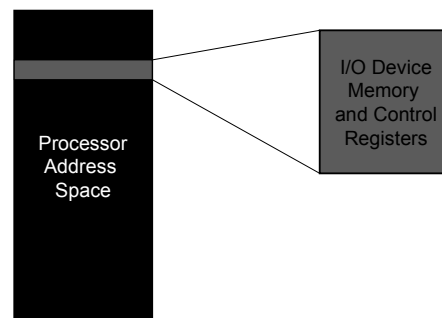 Processor
Address
Space
I/O Device
Memory
and Control
Registers